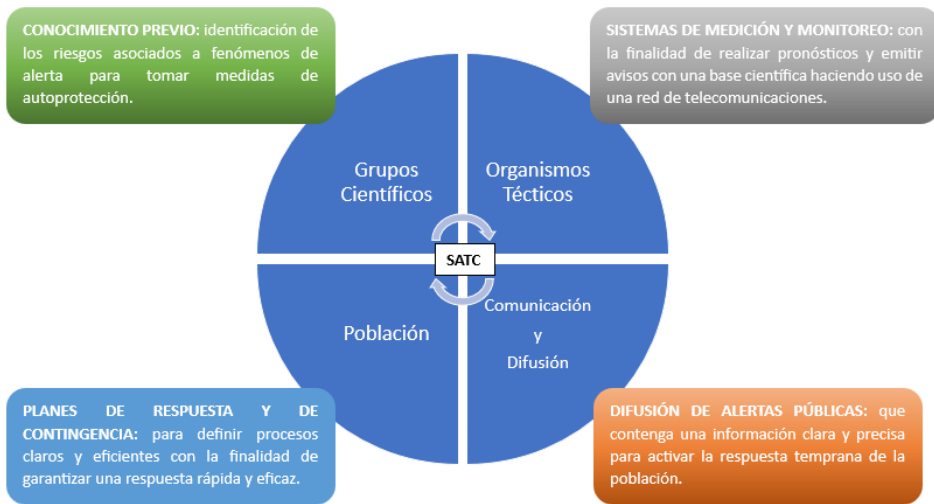 CONOCIMIENTO PREVIO: identificación de
los riesgos asociados a fenómenos de
alerta para tomar medidas de
autoprotección.
SISTEMAS DE MEDICIÓN Y MONITOREO: con
la finalidad de realizar pronósticos y emitir
avisos con una base científica haciendo uso de
una red de telecomunicaciones.
Grupos
Científicos
Organismos
Técticos
SATC
Población
Comunicación
y
Difusión
PLANES DE RESPUESTA Y DE
CONTINGENCIA: para definir procesos
claros y eficientes con la finalidad de
garantizar una respuesta rápida y eficaz.
DIFUSIÓN DE ALERTAS PÚBLICAS: que
contenga una información clara y precisa
para activar la respuesta temprana de la
población.